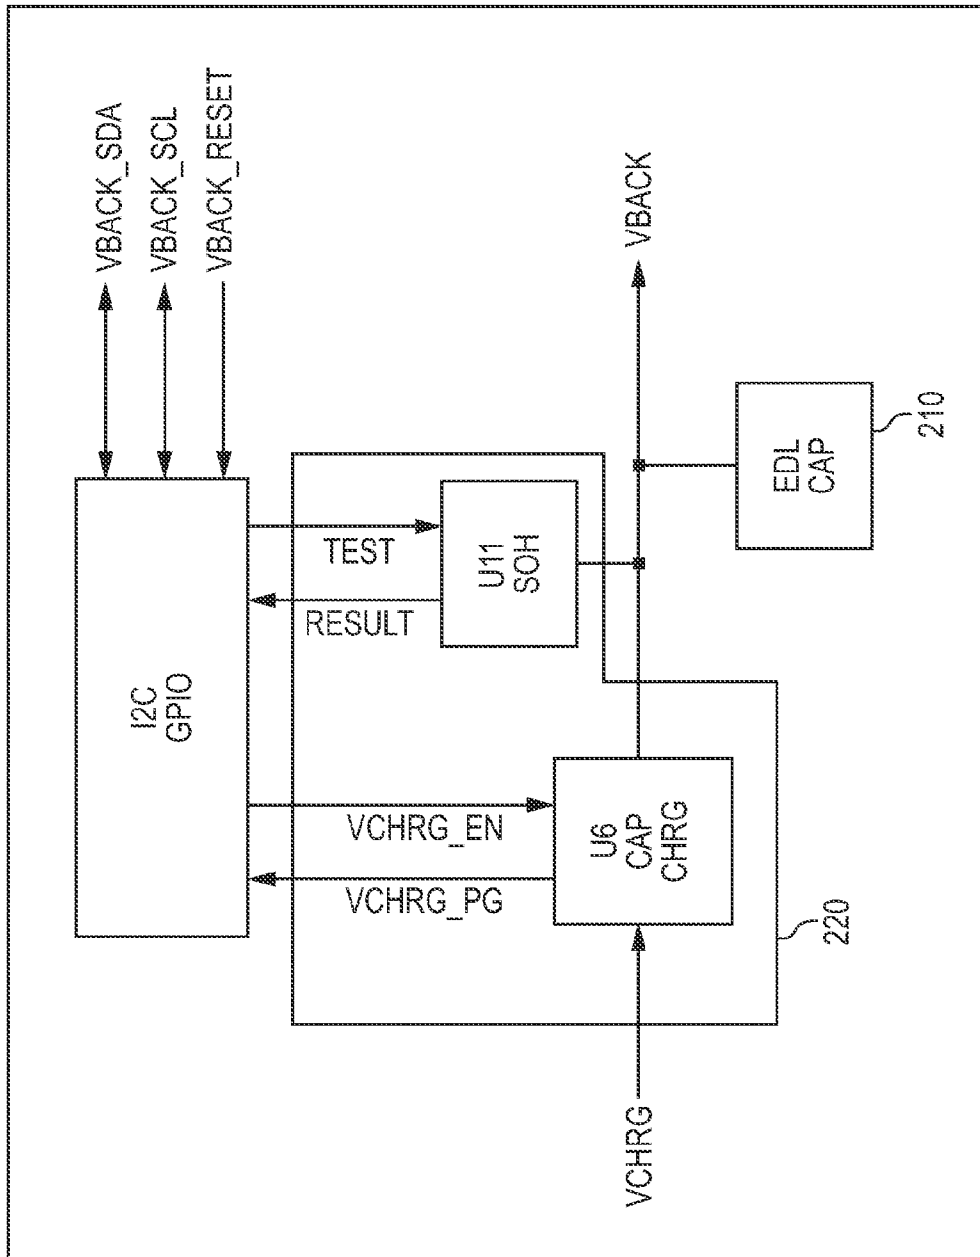 VBACK_SDA
VBACK_SCL
VBACK_RESET
I2C
GPIO
TEST
RESULT
VCHRG_EN
VCHRG_PG
U11
SOH
U6
CAP
CHRG
VCHRG
VBACK
EDL
CAP
210
220